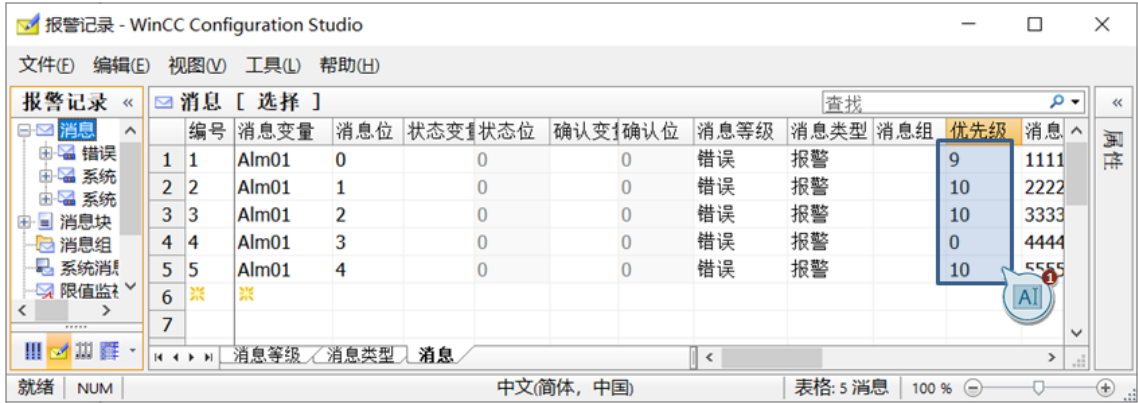 报警记录 - WinCC Configuration Studio
文件(F) 编辑(E) 视图(V) 工具(L) 帮助(H)
报警记录 « 消息 [ 选择 ] 查找 «
消息
错误
系统
系统
消息块
消息组
系统消息
限值监视
编号 消息变量 消息位 状态变量 状态位 确认变量 确认位 消息等级 消息类型 消息组 优先级 消息
1 1 Alm01 0 0 0 错误 报警 9 1111
2 2 Alm01 1 0 0 错误 报警 10 2222
3 3 Alm01 2 0 0 错误 报警 10 3333
4 4 Alm01 3 0 0 错误 报警 0 4444
5 5 Alm01 4 0 0 错误 报警 10 5555
6
7
属性
1
AI
消息等级 消息类型 消息
就绪 NUM 中文(简体，中国) 表格: 5 消息 100 %